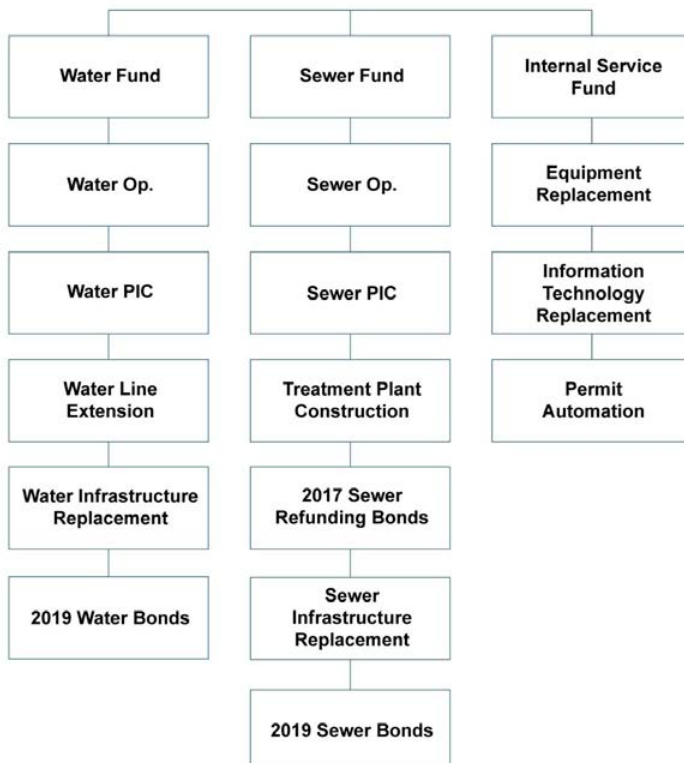 Water Fund
Sewer Fund
Internal Service
Fund
Water Op.
Sewer Op.
Equipment
Replacement
Water PIC
Sewer PIC
Information
Technology
Replacement
Water Line
Extension
Treatment Plant
Construction
Permit
Automation
Water Infrastructure
Replacement
2017 Sewer
Refunding Bonds
2019 Water Bonds
Sewer
Infrastructure
Replacement
2019 Sewer Bonds